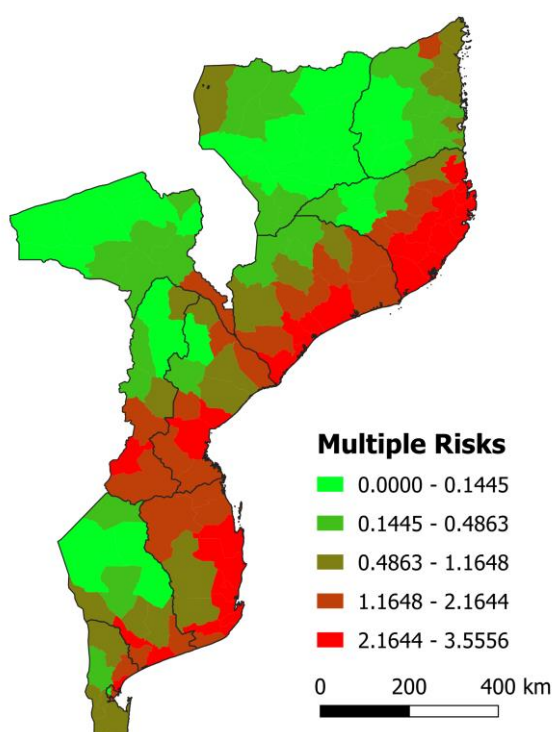 Multiple Risks
0.0000 - 0.1445
0.1445 - 0.4863
0.4863 - 1.1648
1.1648 - 2.1644
2.1644 - 3.5556
0 200 400 km